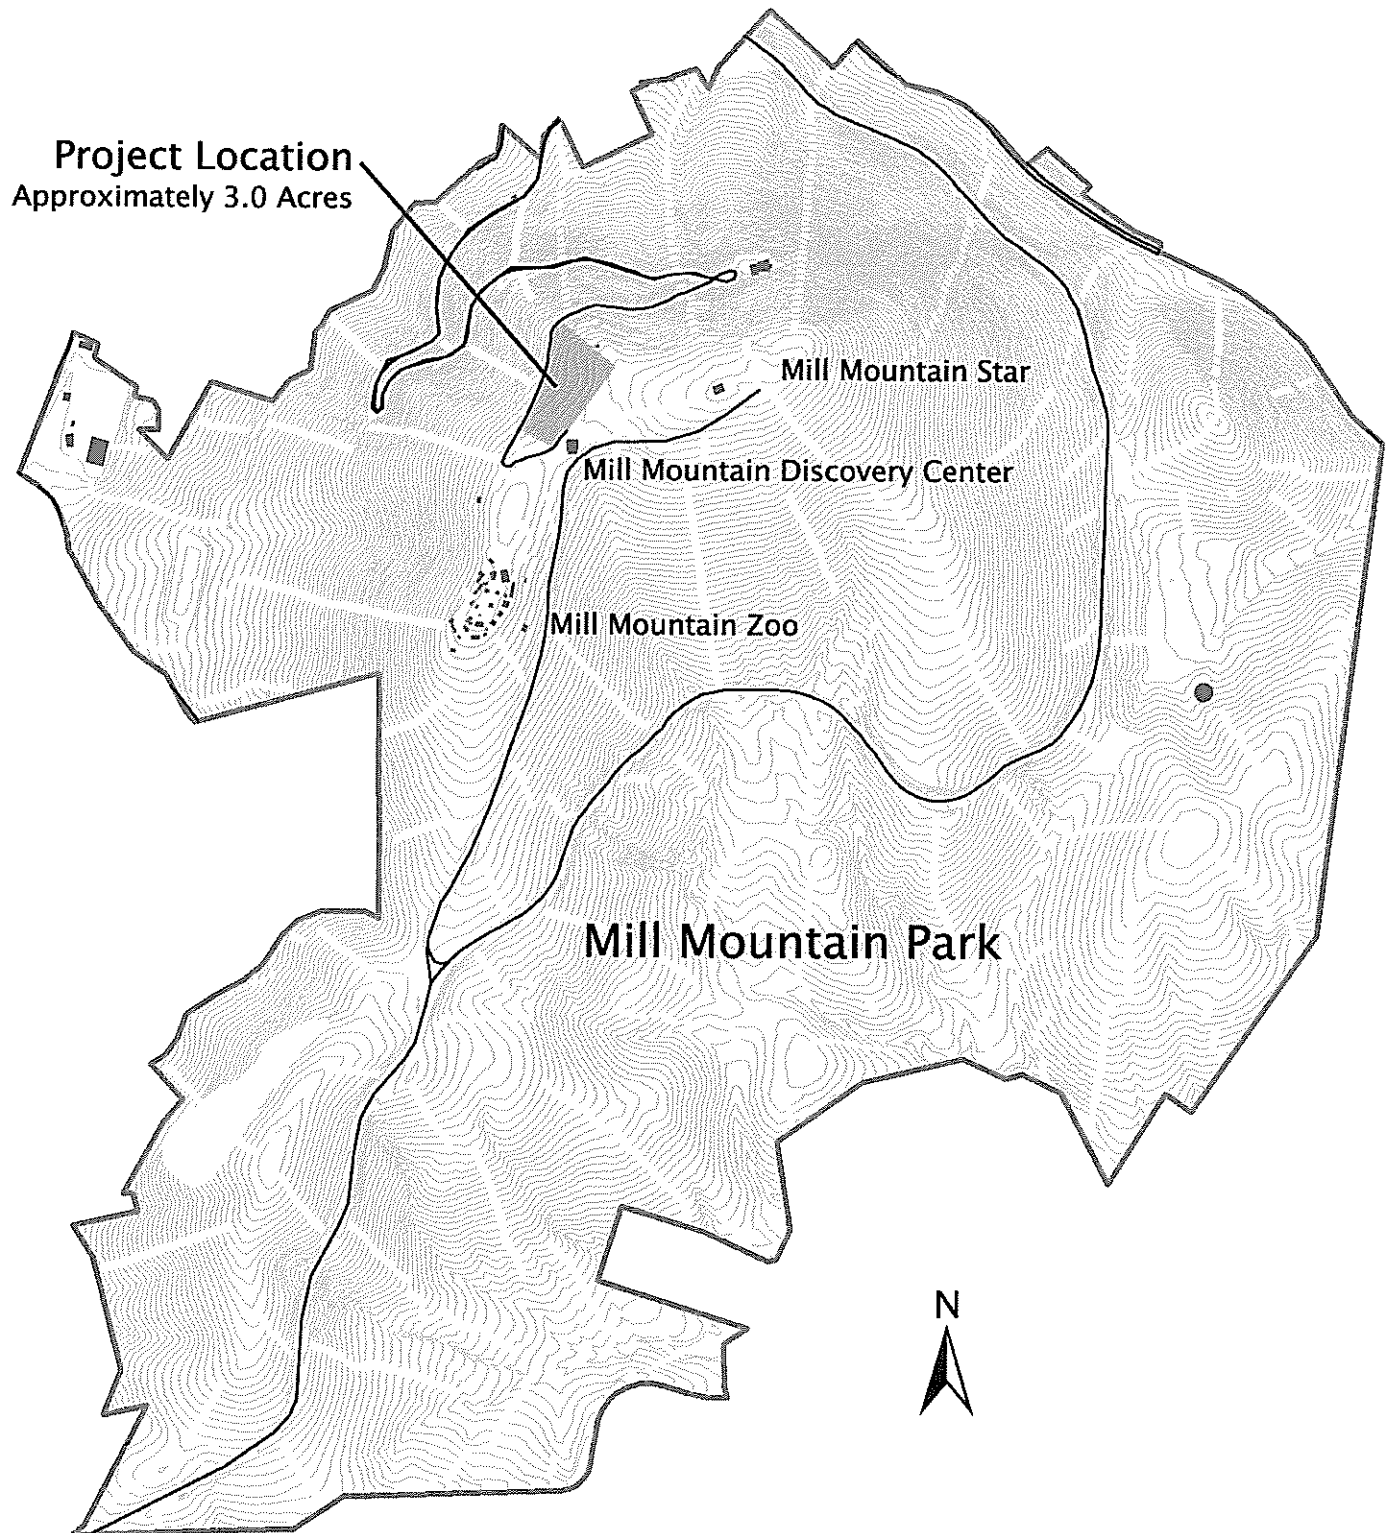 Project Location
Approximately 3.0 Acres
Mill Mountain Star
Mill Mountain Discovery Center
Mill Mountain Zoo
Mill Mountain Park
N